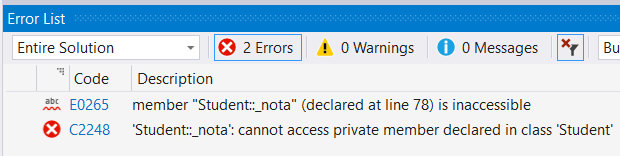 Error List
Entire Solution 2 Errors 0 Warnings 0 Messages Bu
Code Description
abc E0265 member "Student::_nota" (declared at line 78) is inaccessible
C2248 'Student::_nota': cannot access private member declared in class 'Student'